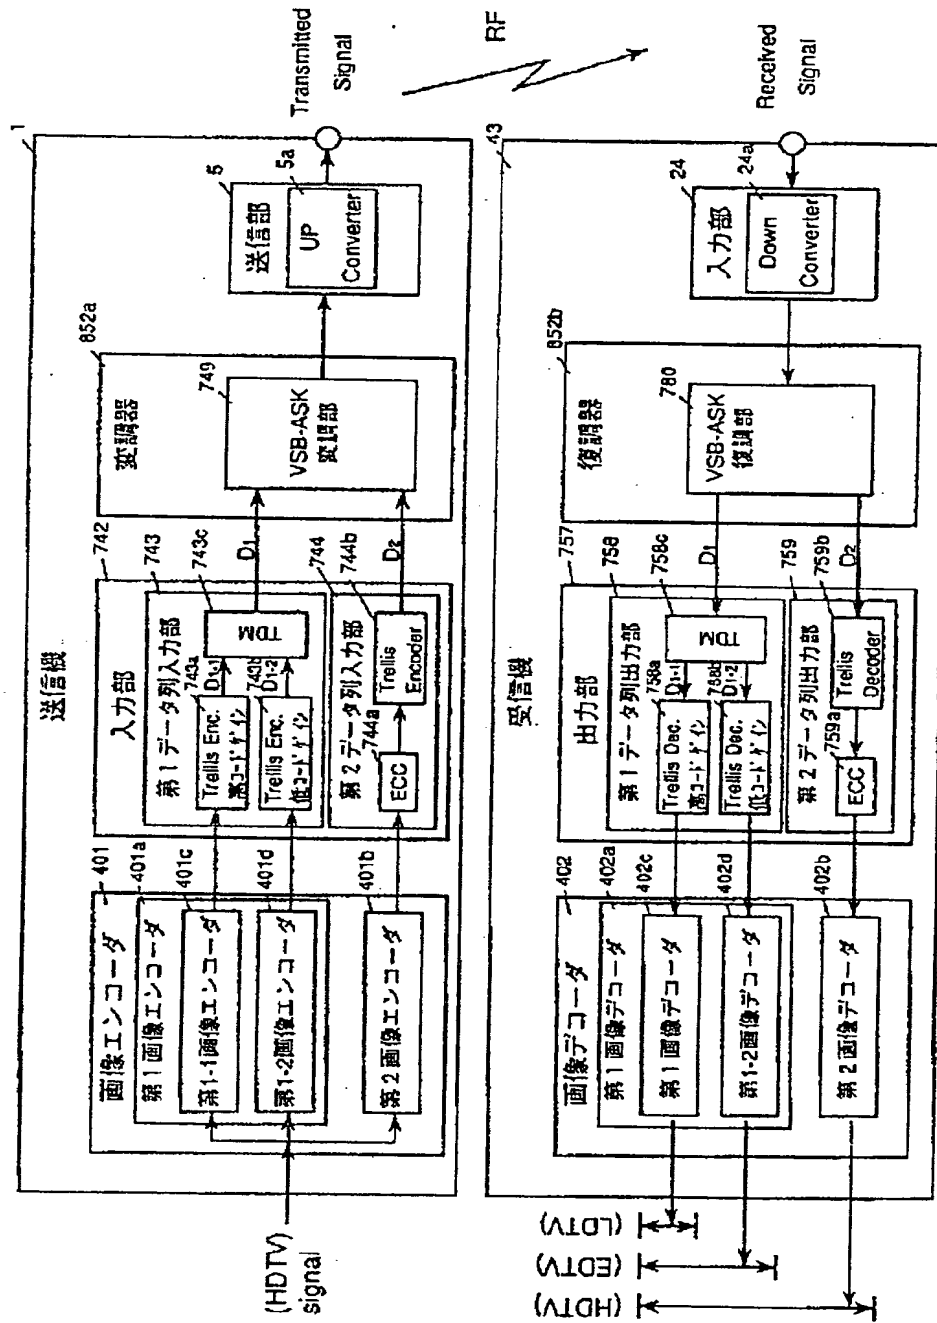 送信機
1
(HDTV)
signal
画像エンコーダ
401
第1画像エンコーダ
401a
第1-1画像エンコーダ
401c
第1-2画像エンコーダ
401d
第2画像エンコーダ
401b
入力部
742
第1データ列入力部
743
Trellis Enc.
高コードゲイン
743a
D1-1
Trellis Enc.
低コードゲイン
743b
D1-2
TDM
743c
第2データ列入力部
744
ECC
744a
Trellis
Encoder
744b
D1
D2
変調器
852a
VSB-ASK
変調部
749
送信部
5
UP
Converter
5a
Transmitted
Signal
RF
受信機
43
Received
Signal
入力部
24
Down
Converter
24a
復調器
852b
VSB-ASK
復調部
780
D1
D2
出力部
757
第1データ列出力部
758
TDM
758c
Trellis Dec.
高コードゲイン
758a
D1-1
Trellis Dec.
低コードゲイン
758b
D1-2
第2データ列出力部
759
Trellis
Decoder
759b
ECC
759a
画像デコーダ
402
第1画像デコーダ
402a
第1画像デコーダ
402c
第1-2画像デコーダ
402d
第2画像デコーダ
402b
(LDTV)
(EDTV)
(HDTV)